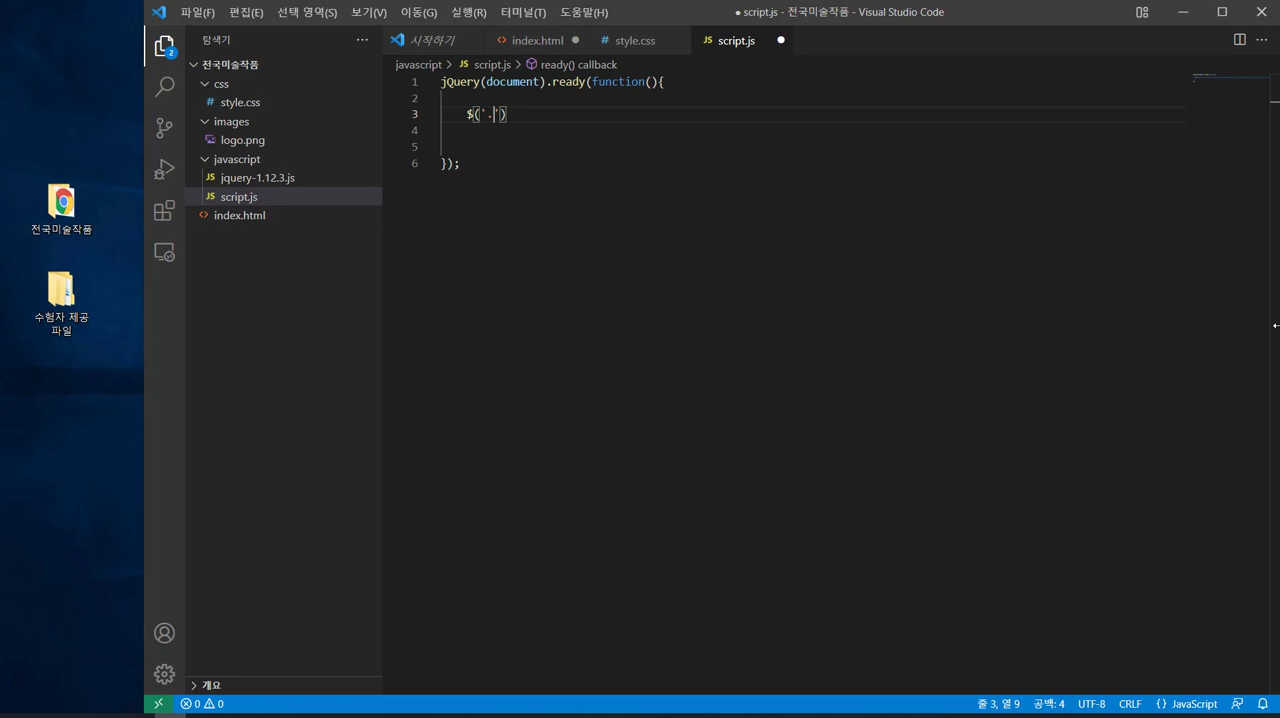 파일(F) 편집(E) 선택 영역(S) 보기(V) 이동(G) 실행(R) 터미널(T) 도움말(H) ● script.js - 전국미술작품 - Visual Studio Code
탐색기 ···
시작하기 <> index.html ● # style.css JS script.js ●
전국미술작품
css
# style.css
images
logo.png
javascript
JS jquery-1.12.3.js
JS script.js
<> index.html
2
javascript > JS script.js > ready() callback
1 jQuery(document).ready(function(){
2
3 $('.')
4
5
6 });
전국미술작품
수험자 제공
파일
개요
0 0 줄 3, 열 9 공백: 4 UTF-8 CRLF {} JavaScript